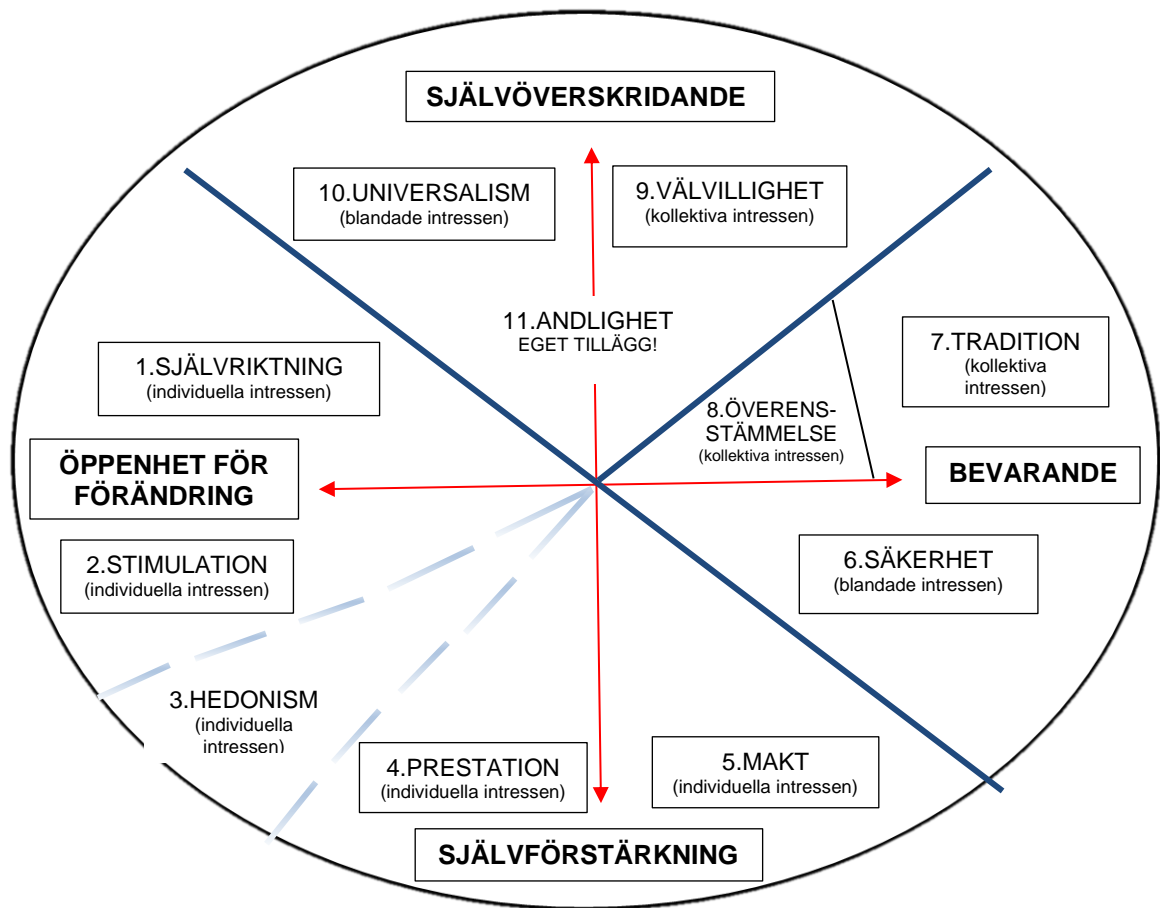 SJÄLVÖVERSKRIDANDE
10.UNIVERSALISM
(blandade intressen)
9.VÄLVILLIGHET
(kollektiva intressen)
11.ANDLIGHET
EGET TILLÄGG!
1.SJÄLVRIKTNING
(individuella intressen)
7.TRADITION
(kollektiva
intressen)
8.ÖVERENS-
STÄMMELSE
(kollektiva intressen)
ÖPPENHET FÖR
FÖRÄNDRING
BEVARANDE
2.STIMULATION
(individuella intressen)
6.SÄKERHET
(blandade intressen)
3.HEDONISM
(individuella
intressen)
4.PRESTATION
(individuella intressen)
5.MAKT
(individuella intressen)
SJÄLVFÖRSTÄRKNING